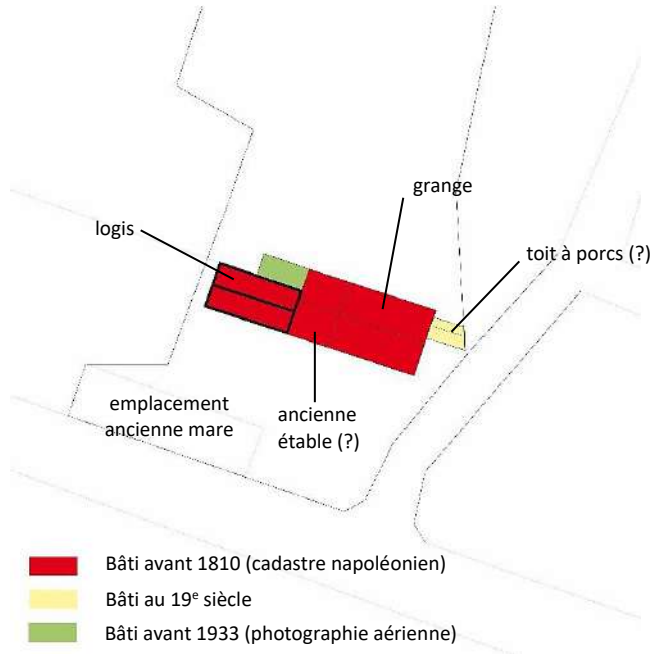 grange
logis
toit à porcs (?)
emplacement
ancienne mare
ancienne
étable (?)
Bâti avant 1810 (cadastre napoléonien)
Bâti au 19e siècle
Bâti avant 1933 (photographie aérienne)